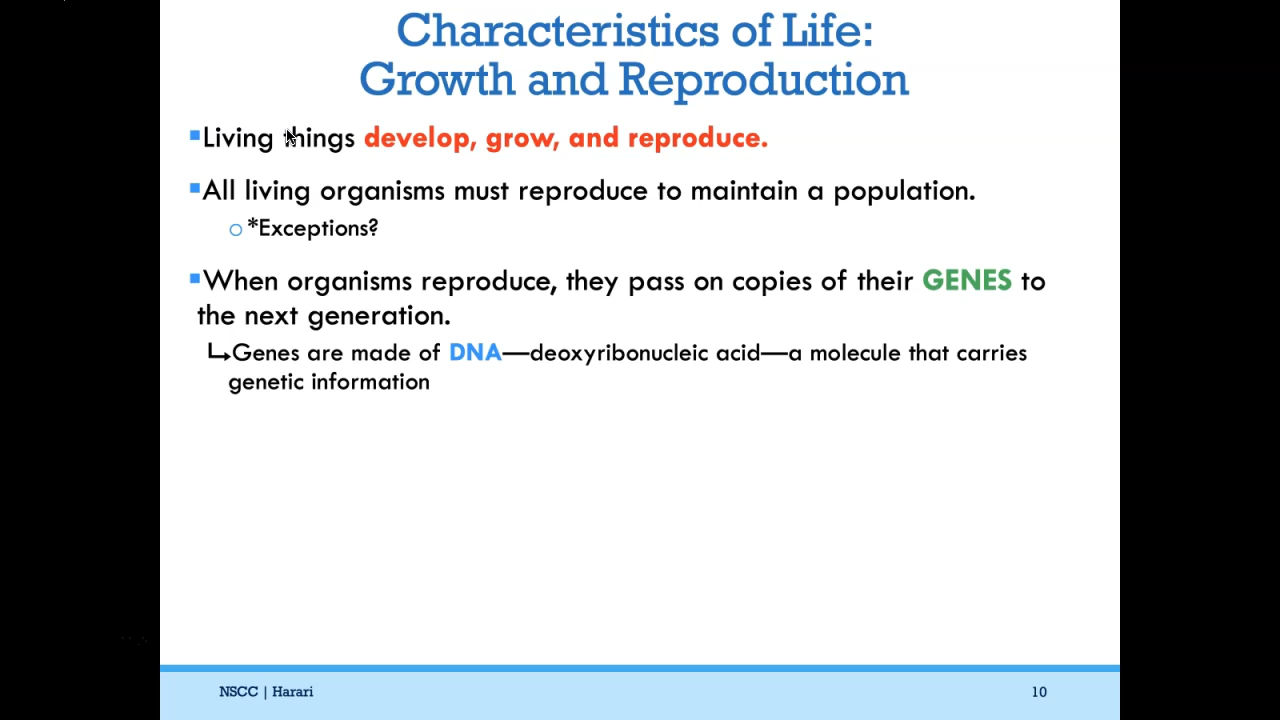 Characteristics of Life:
Growth and Reproduction
▪Living things develop, grow, and reproduce.
▪All living organisms must reproduce to maintain a population.
○*Exceptions?
▪When organisms reproduce, they pass on copies of their GENES to
the next generation.
↳Genes are made of DNA—deoxyribonucleic acid—a molecule that carries
genetic information
NSCC | Harari
10